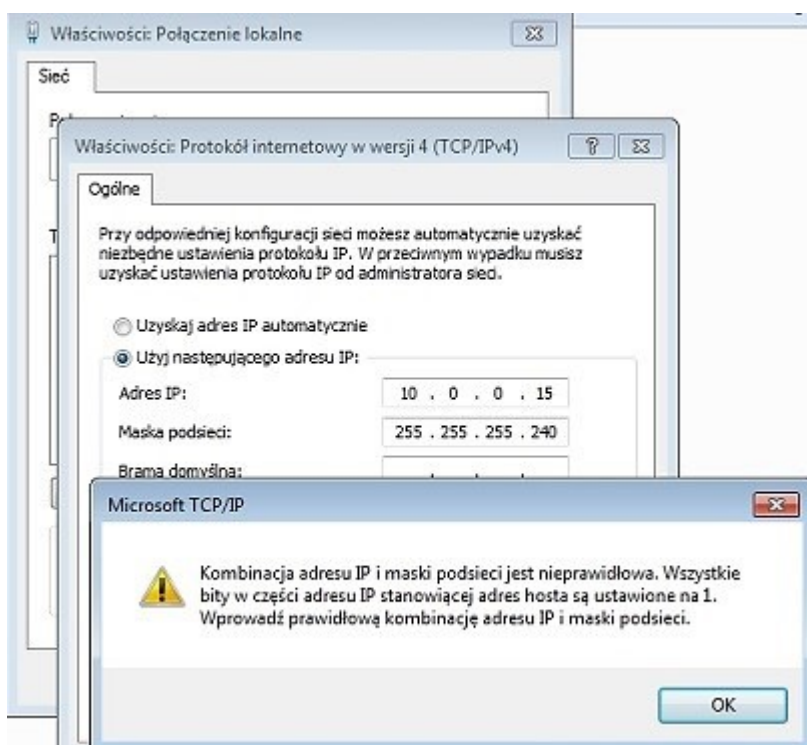 Właściwości: Połączenie lokalne
Sieć
Właściwości: Protokół internetowy w wersji 4 (TCP/IPv4)
Ogólne
Przy odpowiedniej konfiguracji sieci możesz automatycznie uzyskać
niezbędne ustawienia protokołu IP. W przeciwnym wypadku musisz
uzyskać ustawienia protokołu IP od administratora sieci.
Uzyskaj adres IP automatycznie
Użyj następującego adresu IP:
Adres IP: 10 . 0 . 0 . 15
Maska podsieci: 255 . 255 . 255 . 240
Brama domyślna: . . .
Microsoft TCP/IP
Kombinacja adresu IP i maski podsieci jest nieprawidłowa. Wszystkie
bity w części adresu IP stanowiącej adres hosta są ustawione na 1.
Wprowadź prawidłową kombinację adresu IP i maski podsieci.
OK